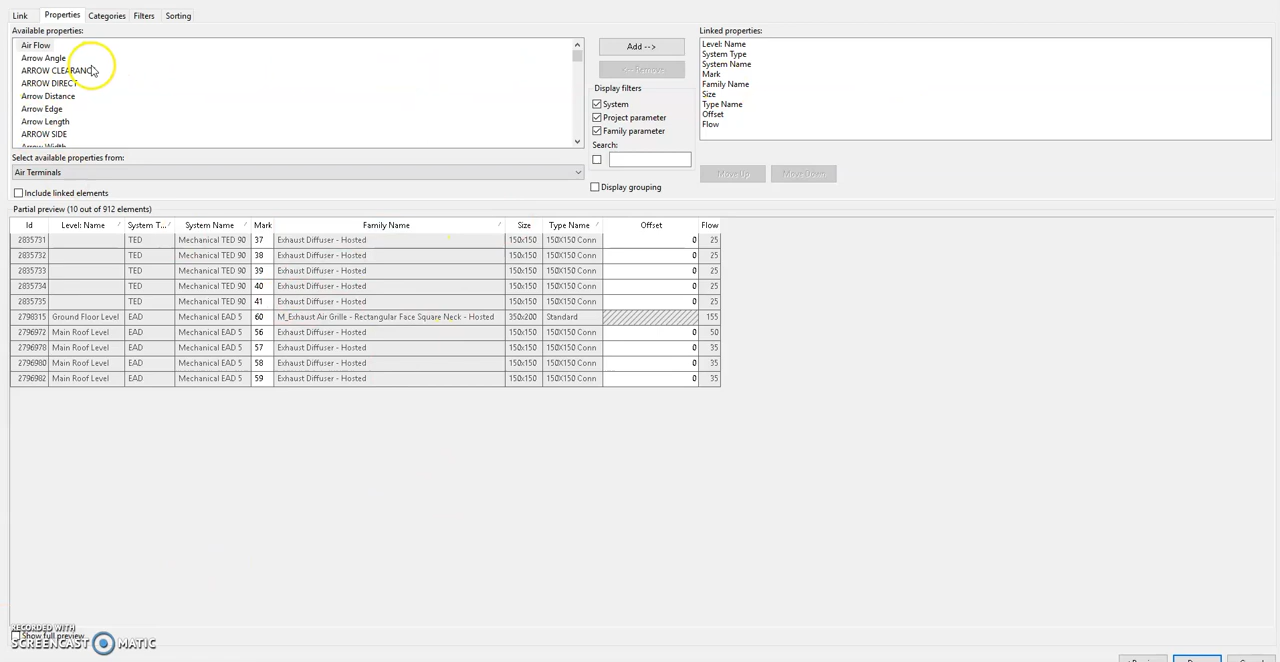 Link Properties Categories Filters Sorting
Available properties:
Air Flow
Arrow Angle
ARROW CLEARANC
ARROW DIRECT
Arrow Distance
Arrow Edge
Arrow Length
ARROW SIDE
Arrow Width
Select available properties from:
Air Terminals
Include linked elements
Add -->
<-- Remove
Display filters
System
Project parameter
Family parameter
Search:
Display grouping
Linked properties:
Level: Name
System Type
System Name
Mark
Family Name
Size
Type Name
Offset
Flow
Move Up Move Down
Partial preview (10 out of 912 elements)
Id Level: Name System T... System Name Mark Family Name Size Type Name Offset Flow
2835731 TED Mechanical TED 90 37 Exhaust Diffuser - Hosted 150x150 150X150 Conn 0 25
2835732 TED Mechanical TED 90 38 Exhaust Diffuser - Hosted 150x150 150X150 Conn 0 25
2835733 TED Mechanical TED 90 39 Exhaust Diffuser - Hosted 150x150 150X150 Conn 0 25
2835734 TED Mechanical TED 90 40 Exhaust Diffuser - Hosted 150x150 150X150 Conn 0 25
2835735 TED Mechanical TED 90 41 Exhaust Diffuser - Hosted 150x150 150X150 Conn 0 25
2798315 Ground Floor Level EAD Mechanical EAD 5 60 M_Exhaust Air Grille - Rectangular Face Square Neck - Hosted 350x200 Standard 155
2796972 Main Roof Level EAD Mechanical EAD 5 56 Exhaust Diffuser - Hosted 150x150 150X150 Conn 0 50
2796978 Main Roof Level EAD Mechanical EAD 5 57 Exhaust Diffuser - Hosted 150x150 150X150 Conn 0 35
2796980 Main Roof Level EAD Mechanical EAD 5 58 Exhaust Diffuser - Hosted 150x150 150X150 Conn 0 35
2796982 Main Roof Level EAD Mechanical EAD 5 59 Exhaust Diffuser - Hosted 150x150 150X150 Conn 0 35
Show full preview
RECORDED WITH
SCREENCAST MATIC